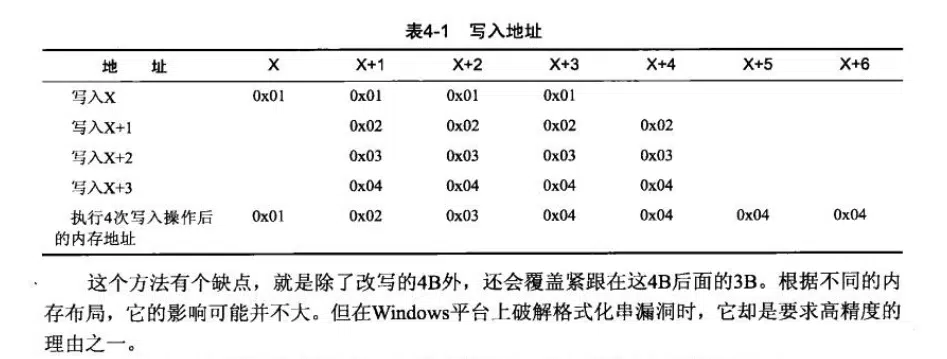 表4-1 写入地址
地 址 X X+1 X+2 X+3 X+4 X+5 X+6
写入X 0x01 0x01 0x01 0x01
写入X+1 0x02 0x02 0x02 0x02
写入X+2 0x03 0x03 0x03 0x03
写入X+3 0x04 0x04 0x04 0x04
执行4次写入操作后 0x01 0x02 0x03 0x04 0x04 0x04 0x04
的内存地址
这个方法有个缺点，就是除了改写的4B外，还会覆盖紧跟在这4B后面的3B。根据不同的内
存布局，它的影响可能并不大。但在Windows平台上破解格式化串漏洞时，它却是要求高精度的
理由之一。